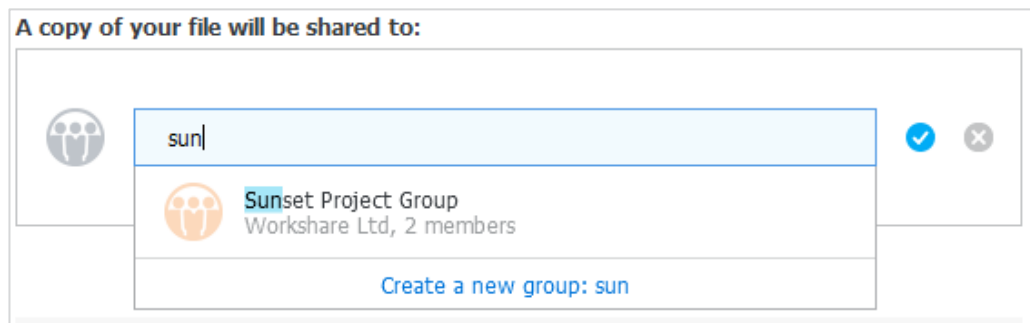 A copy of your file will be shared to:
sun
Sunset Project Group
Workshare Ltd, 2 members
Create a new group: sun